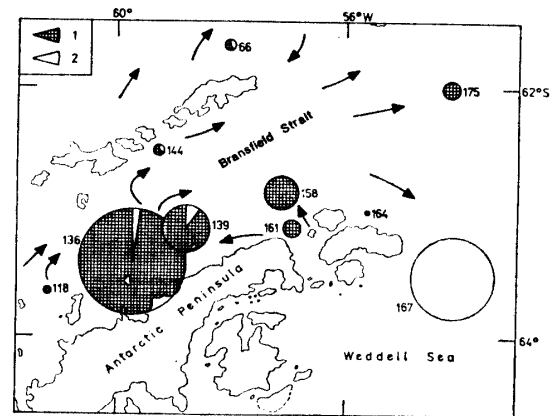 60°
56°W
1
2
66
175
62°S
144
Bransfield Strait
158
164
139
161
136
118
167
Antarctic Peninsula
64°
Weddell Sea